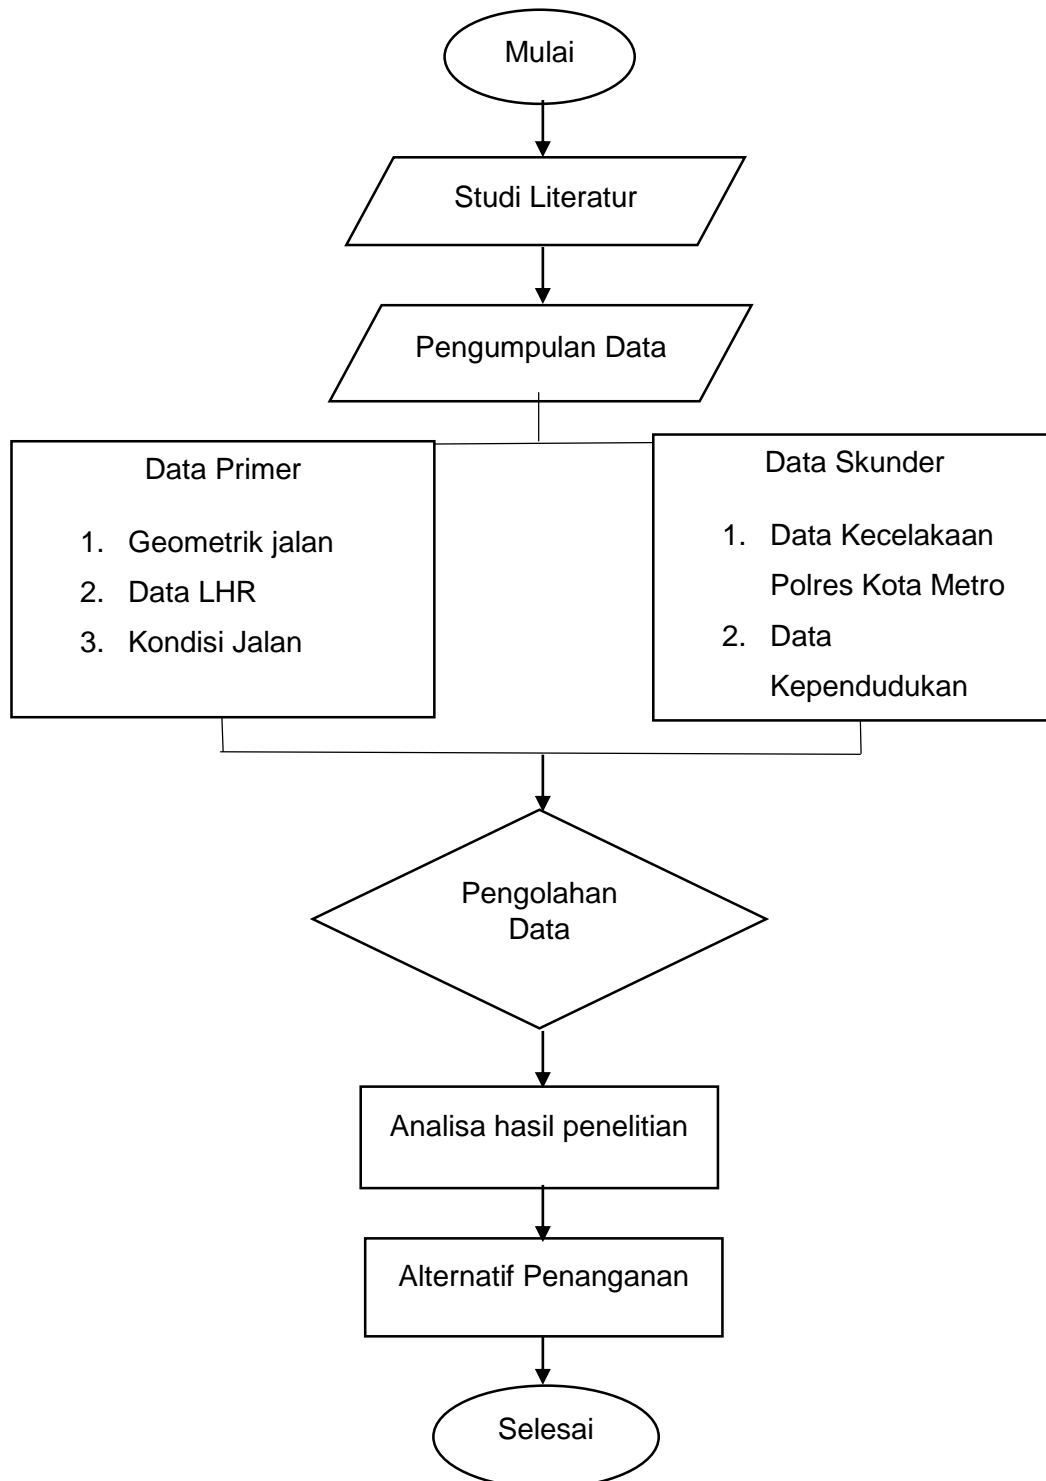 Mulai
Studi Literatur
Pengumpulan Data
Data Primer
1. Geometrik jalan
2. Data LHR
3. Kondisi Jalan
Data Skunder
1. Data Kecelakaan
Polres Kota Metro
2. Data
Kependudukan
Pengolahan
Data
Analisa hasil penelitian
Alternatif Penanganan
Selesai